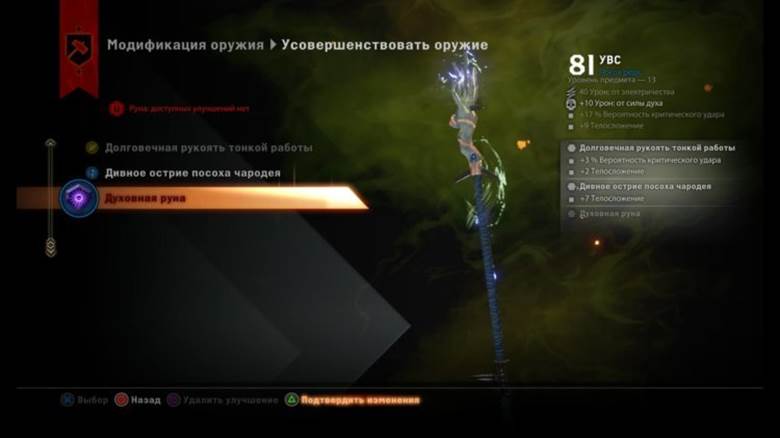 Модификация оружия ▸ Усовершенствовать оружие
81 УВС
Уровень предмета — 13
40 Урон: от электричества
+10 Урон: от силы духа
+17 % Вероятность критического удара
+9 Телосложение
Руна: доступных улучшений нет
Долговечная рукоять тонкой работы
Дивное острие посоха чародея
Духовная руна
Долговечная рукоять тонкой работы
+3 % Вероятность критического удара
+2 Телосложение
Дивное острие посоха чародея
+7 Телосложение
Духовная руна
Выбор Назад Удалить улучшение Подтвердить изменения